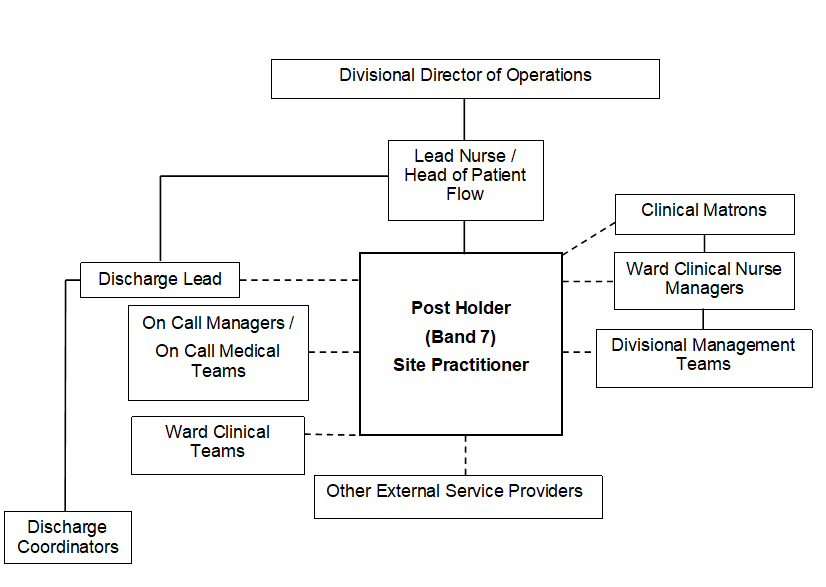 Divisional Director of Operations
Lead Nurse /
Head of Patient
Flow
Clinical Matrons
Discharge Lead
Ward Clinical Nurse
Managers
Post Holder
(Band 7)
Site Practitioner
On Call Managers /
On Call Medical
Teams
Divisional Management
Teams
Ward Clinical
Teams
Other External Service Providers
Discharge
Coordinators